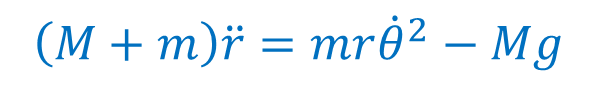 (M + m)r̈ = mrθ̇² − Mg